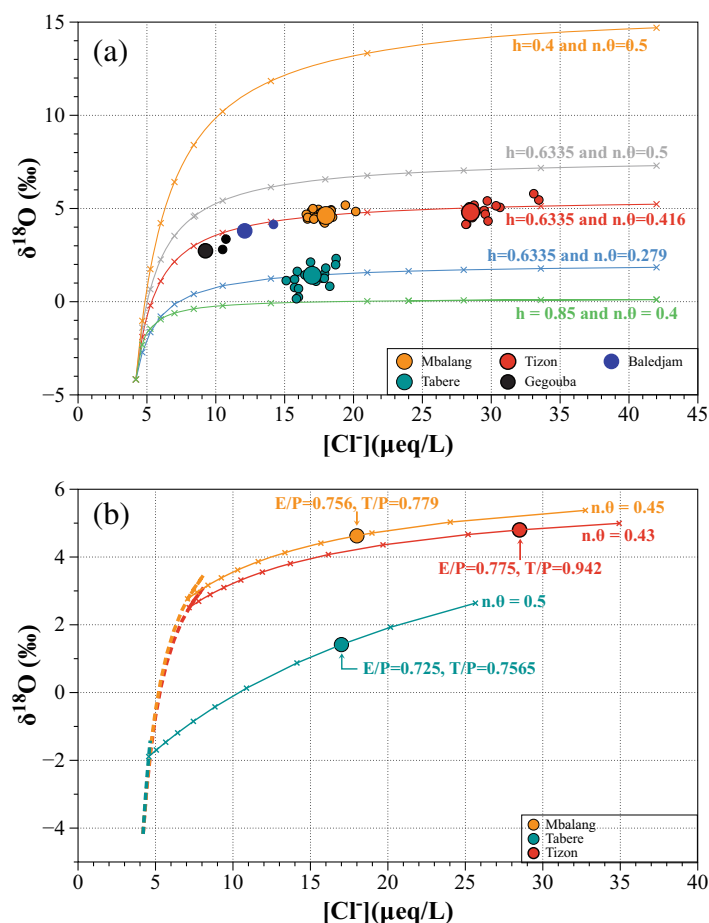 (a)
15
10
5
0
−5
δ¹⁸O (‰)
h=0.4 and n.θ=0.5
h=0.6335 and n.θ=0.5
h=0.6335 and n.θ=0.416
h=0.6335 and n.θ=0.279
h = 0.85 and n.θ = 0.4
Mbalang Tizon Baledjam
Tabere Gegouba
0 5 10 15 20 25 30 35 40 45
[Cl⁻](µeq/L)
(b)
6
4
2
0
−2
−4
δ¹⁸O (‰)
E/P=0.756, T/P=0.779
n.θ = 0.45
n.θ = 0.43
E/P=0.775, T/P=0.942
n.θ = 0.5
E/P=0.725, T/P=0.7565
Mbalang
Tabere
Tizon
0 5 10 15 20 25 30 35 40
[Cl⁻](µeq/L)